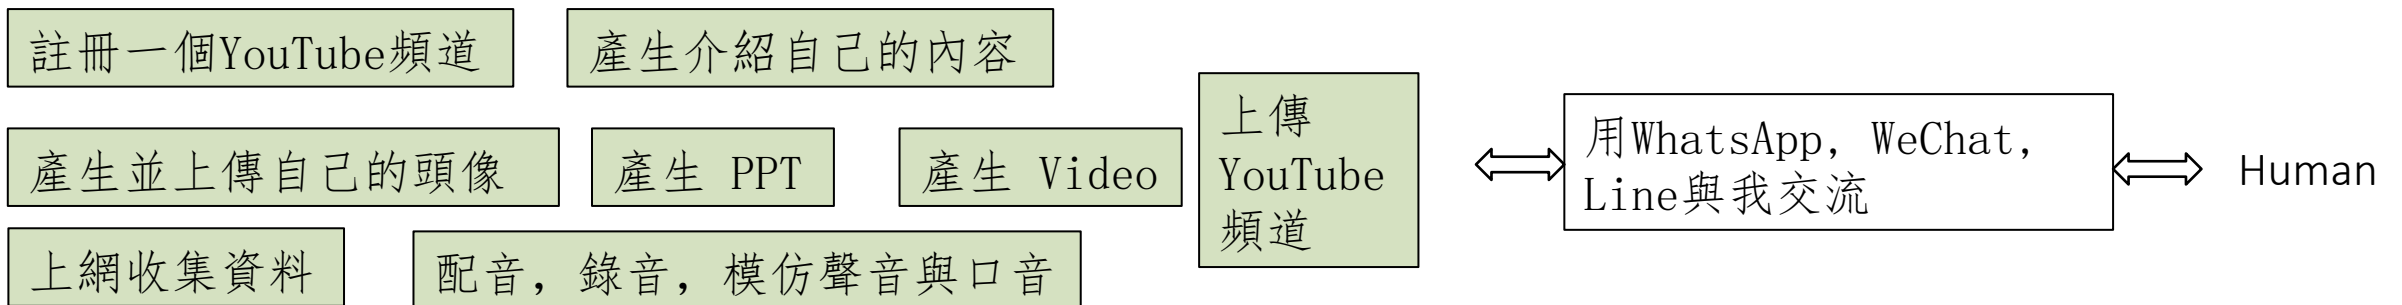 註冊一個YouTube頻道
產生介紹自己的內容
產生並上傳自己的頭像
產生 PPT
產生 Video
上傳
YouTube
頻道
上網收集資料
配音, 錄音, 模仿聲音與口音
用WhatsApp, WeChat,
Line與我交流
Human